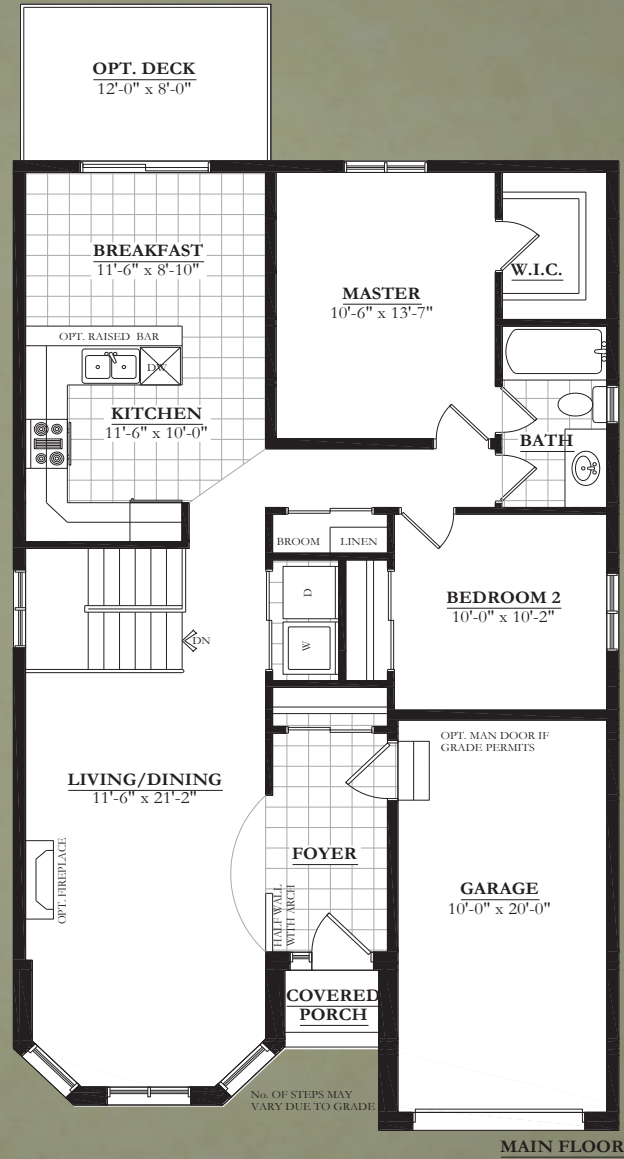 OPT. DECK
12'-0" x 8'-0"
BREAKFAST
11'-6" x 8'-10"
MASTER
10'-6" x 13'-7"
W.I.C.
OPT. RAISED BAR
DW
KITCHEN
11'-6" x 10'-0"
BATH
BROOM
LINEN
D
W
BEDROOM 2
10'-0" x 10'-2"
DN
OPT. MAN DOOR IF
GRADE PERMITS
LIVING/DINING
11'-6" x 21'-2"
OPT. FIREPLACE
FOYER
HALF WALL
WITH ARCH
GARAGE
10'-0" x 20'-0"
COVERED
PORCH
No. OF STEPS MAY
VARY DUE TO GRADE
MAIN FLOOR